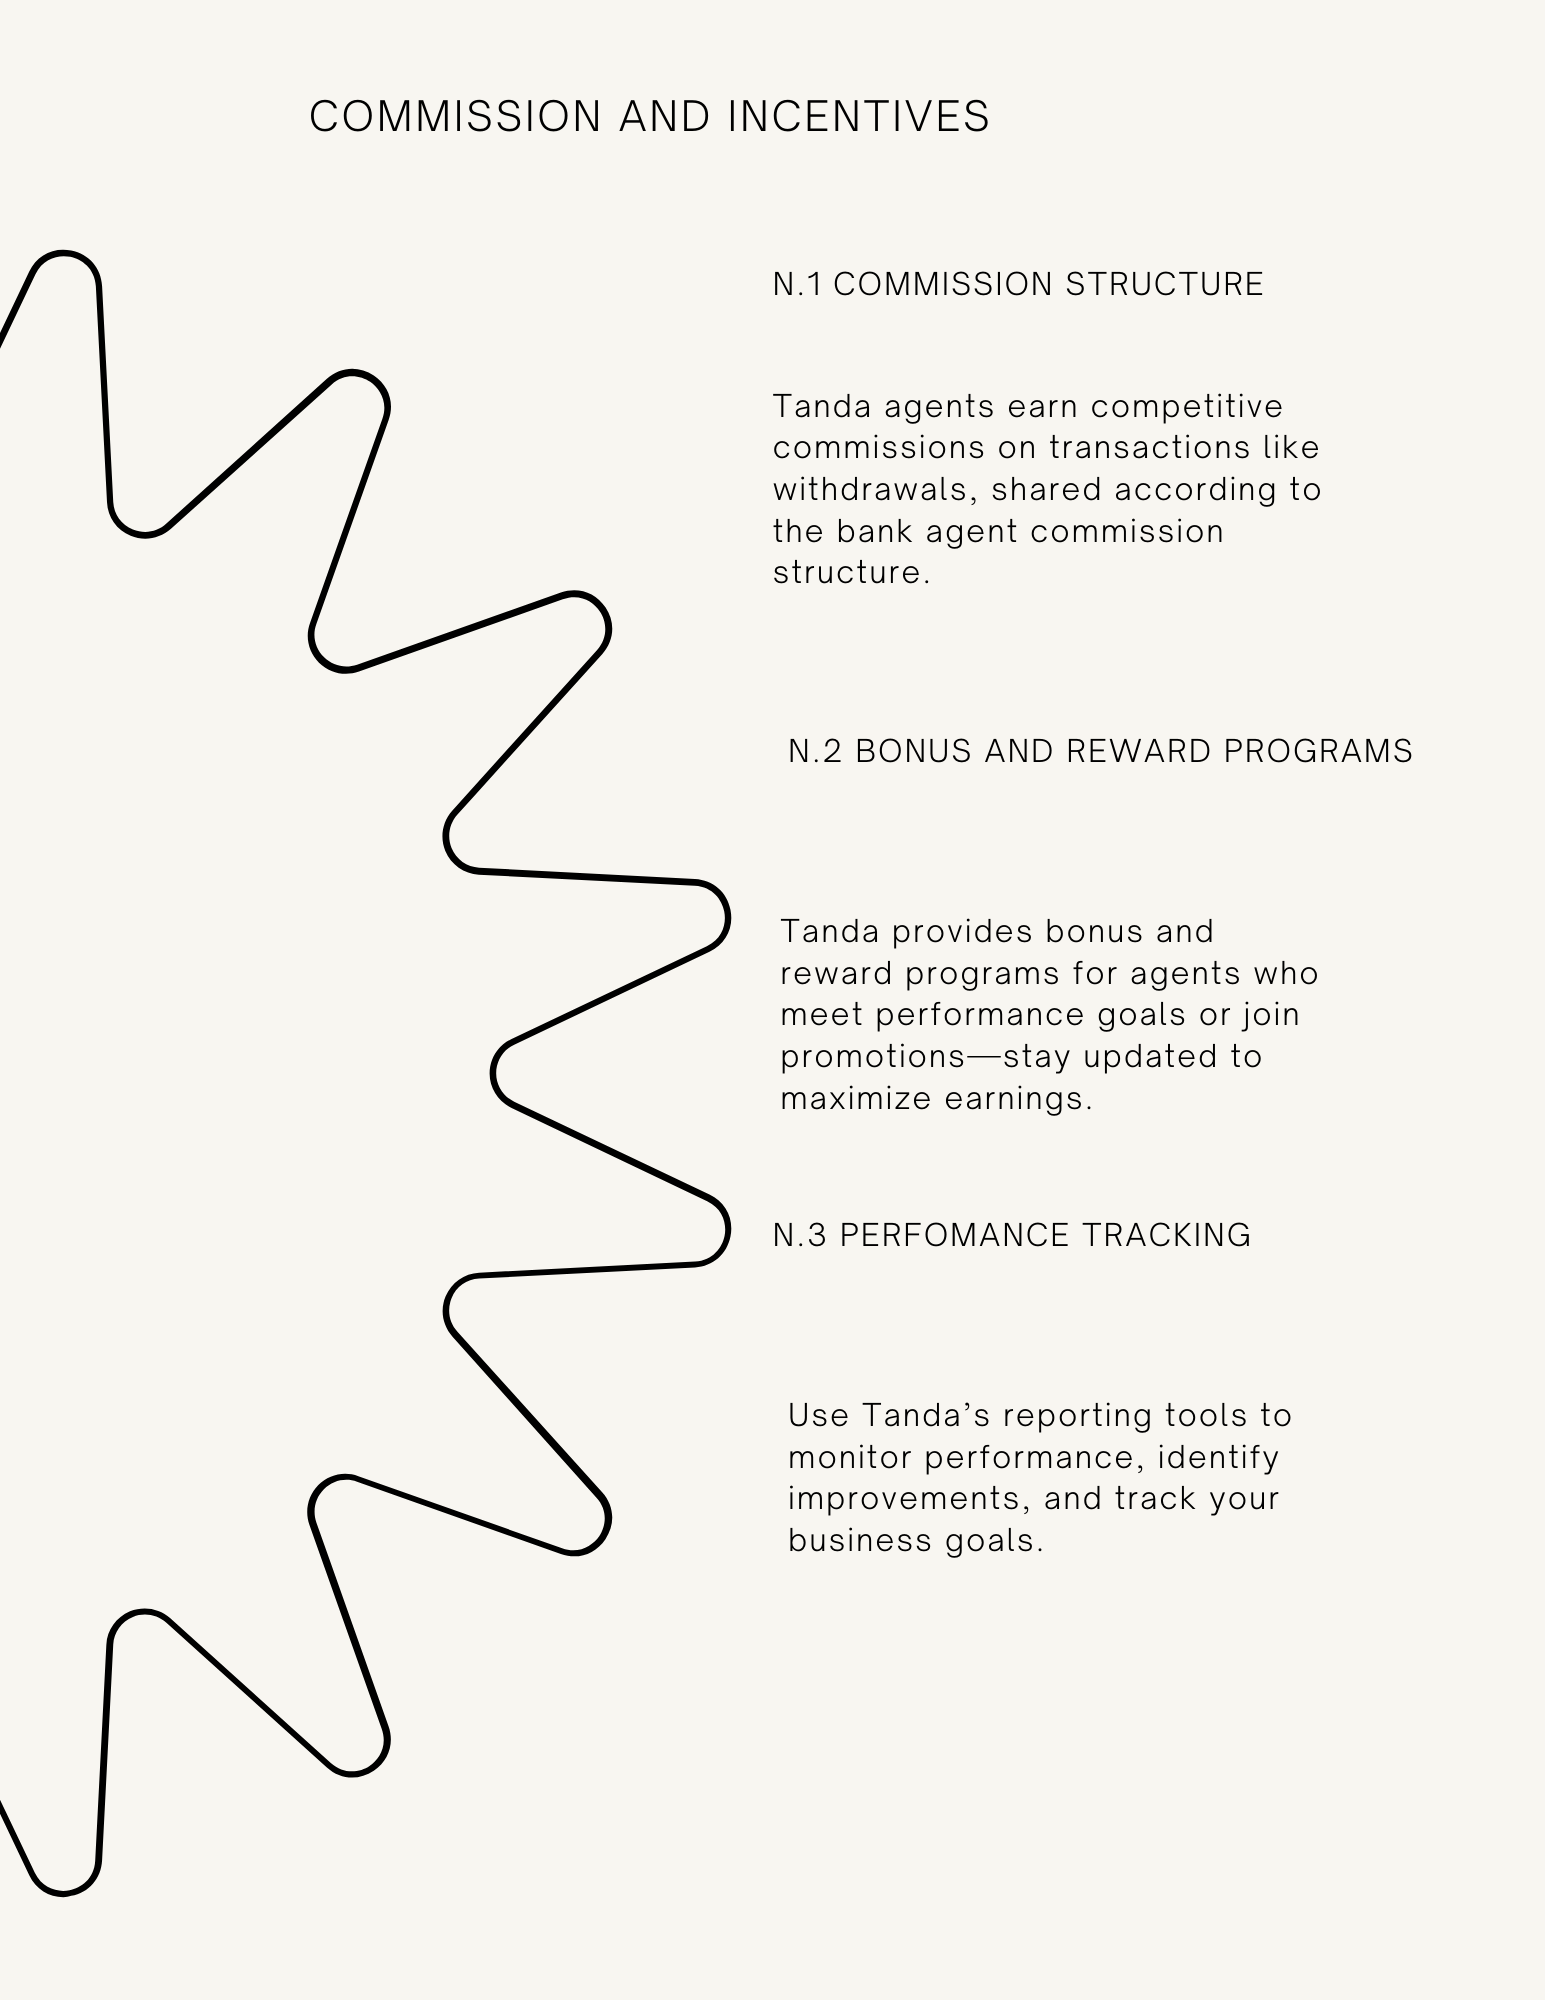 COMMISSION AND INCENTIVES
N.1 COMMISSION STRUCTURE
Tanda agents earn competitive
commissions on transactions like
withdrawals, shared according to
the bank agent commission
structure.
N.2 BONUS AND REWARD PROGRAMS
Tanda provides bonus and
reward programs for agents who
meet performance goals or join
promotions—stay updated to
maximize earnings.
N.3 PERFOMANCE TRACKING
Use Tanda’s reporting tools to
monitor performance, identify
improvements, and track your
business goals.